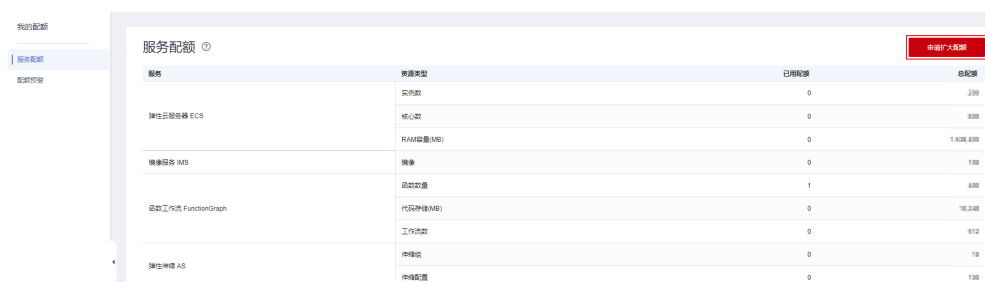 我的配额
服务配额
配额预警
服务配额
申请扩大配额
服务 资源类型 已用配额 总配额
弹性云服务器 ECS
实例数 0
核心数 0
RAM容量(MB) 0
镜像服务 IMS 镜像 0
函数工作流 FunctionGraph
函数数量 1
代码存储(MB) 0
工作流数 0
弹性伸缩 AS
伸缩组 0
伸缩配置 0